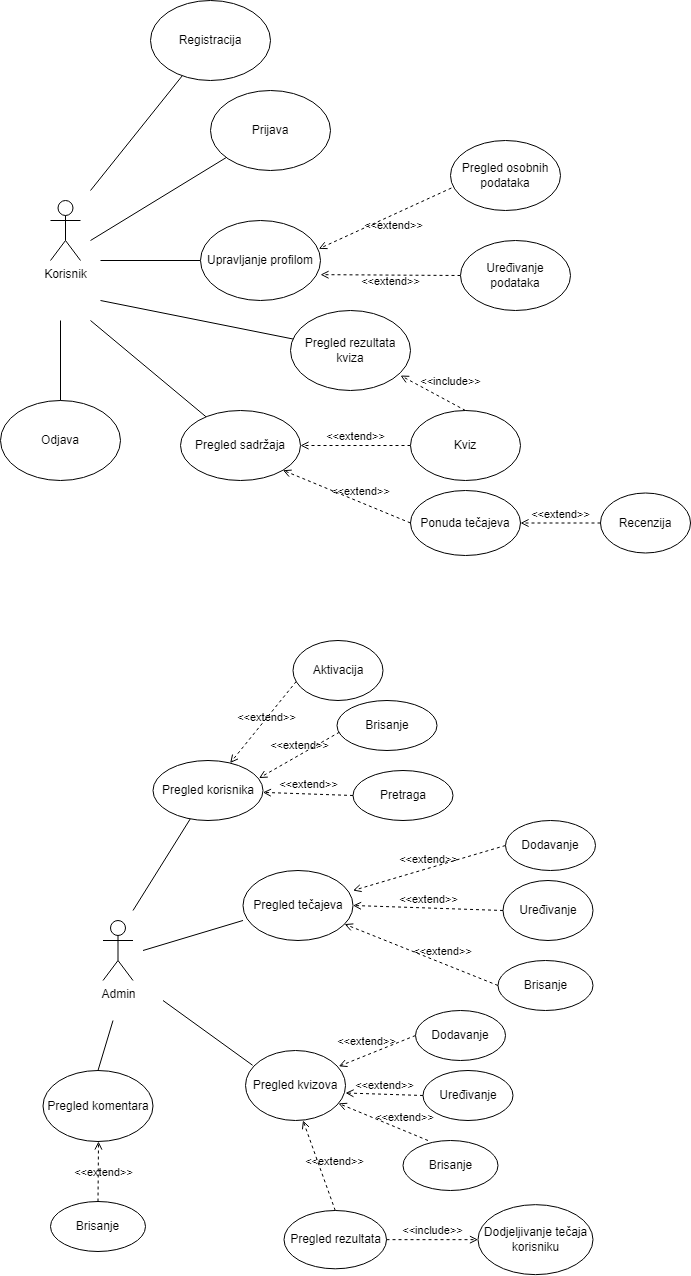 Registracija
Prijava
Pregled osobnih
podataka
<<extend>>
Korisnik
Upravljanje profilom
<<extend>>
Uređivanje
podataka
Pregled rezultata
kviza
<<include>>
Odjava
Pregled sadržaja
<<extend>>
Kviz
<<extend>>
Ponuda tečajeva
<<extend>>
Recenzija
Aktivacija
<<extend>>
Brisanje
<<extend>>
Pregled korisnika
<<extend>>
Pretraga
Dodavanje
<<extend>>
Pregled tečajeva
<<extend>>
Uređivanje
<<extend>>
Brisanje
Admin
Dodavanje
<<extend>>
Pregled kvizova
<<extend>>
Uređivanje
Pregled komentara
<<extend>>
Brisanje
<<extend>>
<<extend>>
Brisanje
Pregled rezultata
<<include>>
Dodjeljivanje tečaja
korisniku